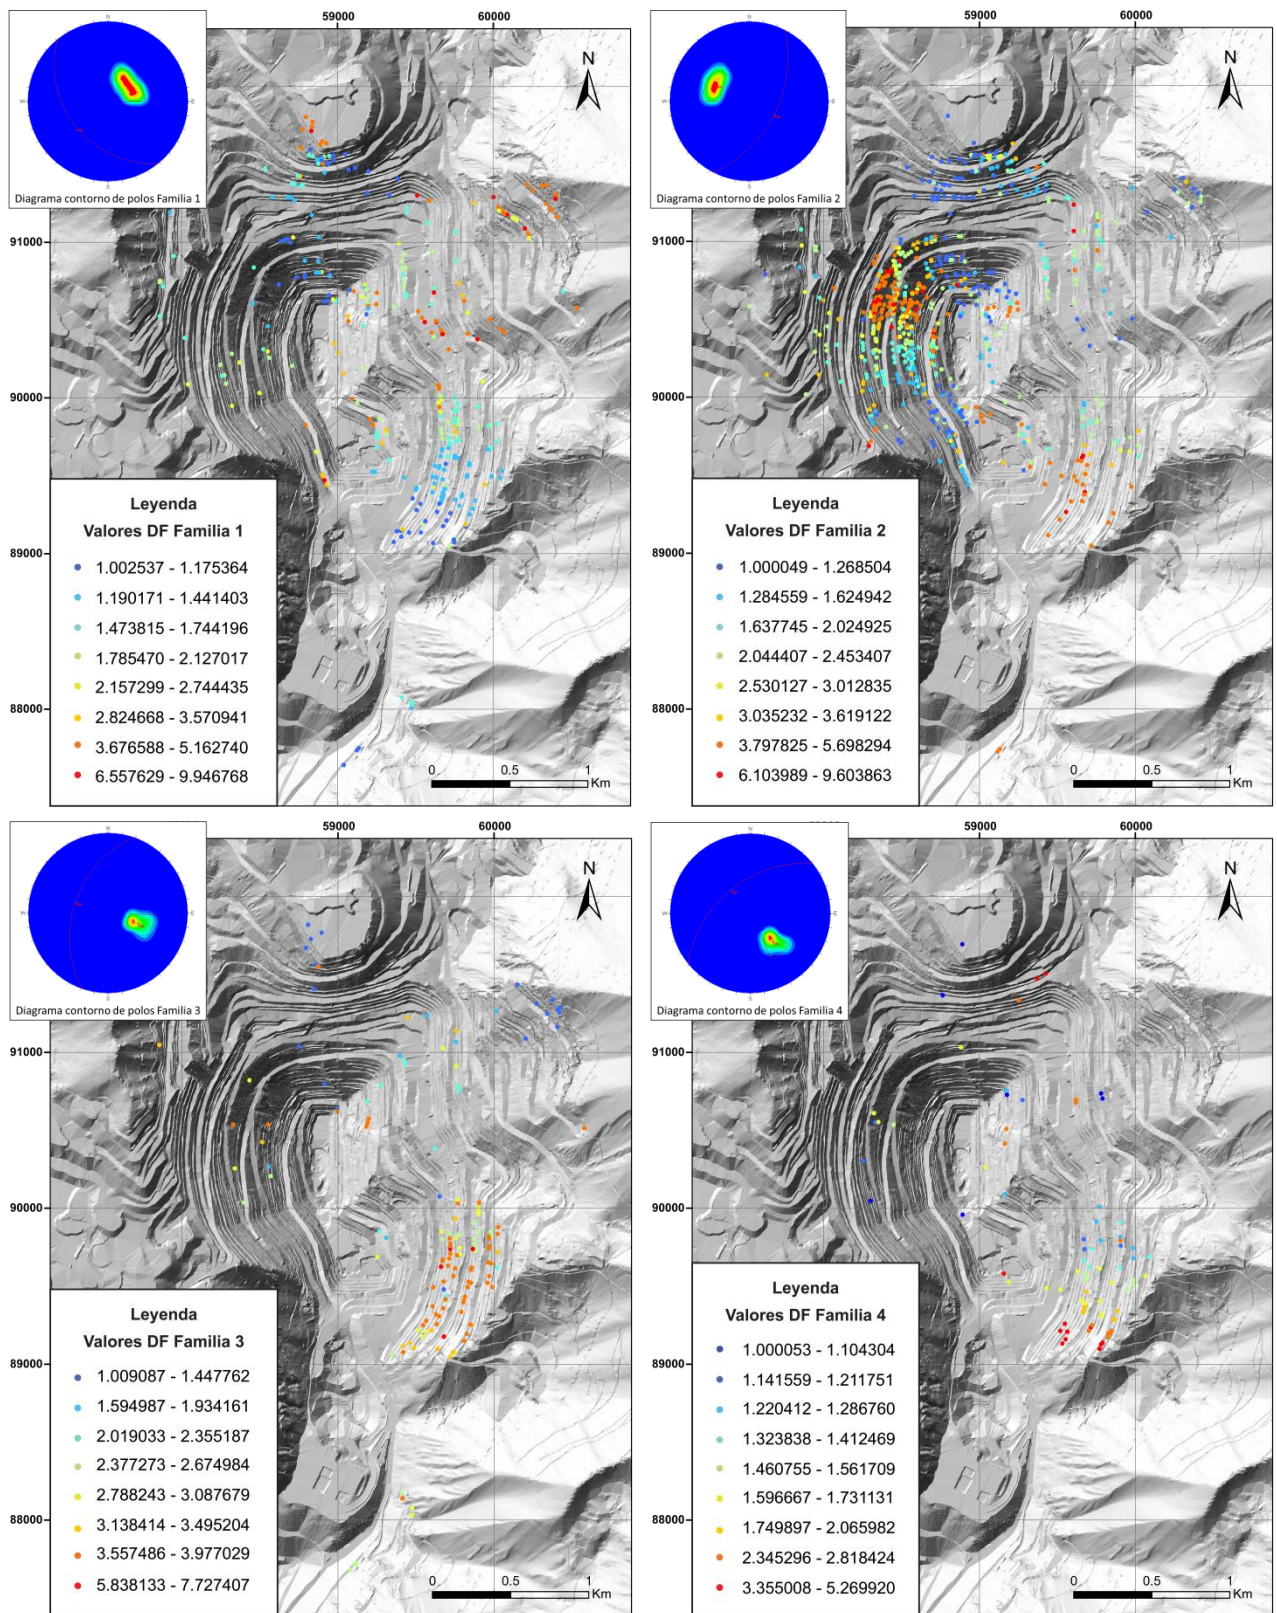 59000 60000
N
N
W E
S
Diagrama contorno de polos Familia 1
91000
90000
89000
88000
Leyenda
Valores DF Familia 1
1.002537 - 1.175364
1.190171 - 1.441403
1.473815 - 1.744196
1.785470 - 2.127017
2.157299 - 2.744435
2.824668 - 3.570941
3.676588 - 5.162740
6.557629 - 9.946768
0 0.5 1
Km
59000 60000
N
N
W E
S
Diagrama contorno de polos Familia 2
91000
90000
89000
88000
Leyenda
Valores DF Familia 2
1.000049 - 1.268504
1.284559 - 1.624942
1.637745 - 2.024925
2.044407 - 2.453407
2.530127 - 3.012835
3.035232 - 3.619122
3.797825 - 5.698294
6.103989 - 9.603863
0 0.5 1
Km
59000 60000
N
N
W E
S
Diagrama contorno de polos Familia 3
91000
90000
89000
88000
Leyenda
Valores DF Familia 3
1.009087 - 1.447762
1.594987 - 1.934161
2.019033 - 2.355187
2.377273 - 2.674984
2.788243 - 3.087679
3.138414 - 3.495204
3.557486 - 3.977029
5.838133 - 7.727407
0 0.5 1
Km
59000 60000
N
N
W E
S
Diagrama contorno de polos Familia 4
91000
90000
89000
88000
Leyenda
Valores DF Familia 4
1.000053 - 1.104304
1.141559 - 1.211751
1.220412 - 1.286760
1.323838 - 1.412469
1.460755 - 1.561709
1.596667 - 1.731131
1.749897 - 2.065982
2.345296 - 2.818424
3.355008 - 5.269920
0 0.5 1
Km